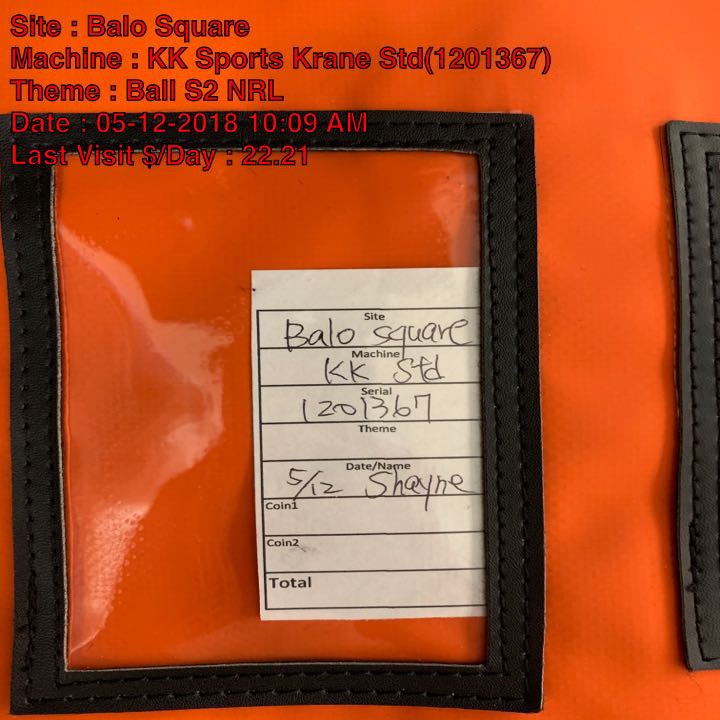 Site : Balo Square
Machine : KK Sports Krane Std(1201367)
Theme : Ball S2 NRL
Date : 05-12-2018 10:09 AM
Last Visit $/Day : 22.21
Site
Balo square
Machine
KK Std
Serial
1201367
Theme
Date/Name
5/12 Shayne
Coin1
Coin2
Total